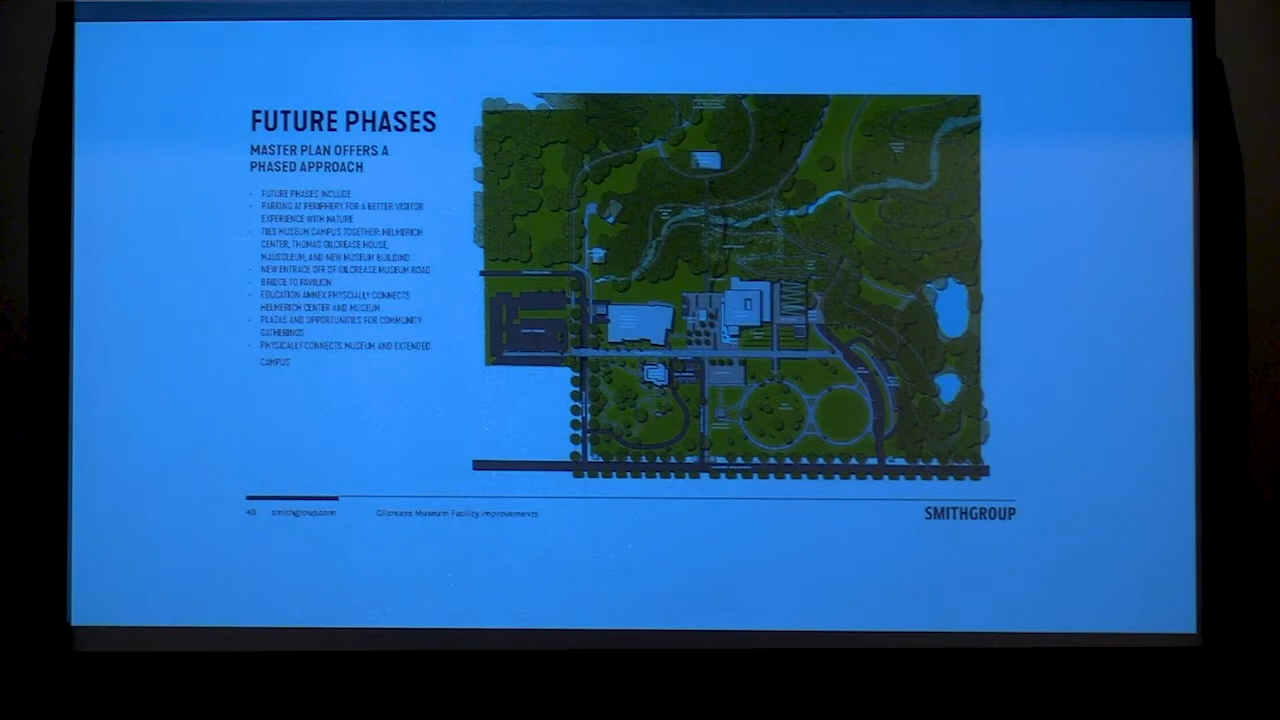 FUTURE PHASES
MASTER PLAN OFFERS A
PHASED APPROACH
- FUTURE PHASES INCLUDE
- PARKING AT PERIPHERY FOR A BETTER VISITOR
EXPERIENCE WITH NATURE
- TIES MUSEUM CAMPUS TOGETHER: HELMERICH
CENTER, THOMAS GILCREASE HOUSE,
MAUSOLEUM, AND NEW MUSEUM BUILDING
- NEW ENTRACE OFF OF GILCREASE MUSEUM ROAD
- BRIDGE TO PAVILION
- EDUCATION ANNEX PHYSCIALLY CONNECTS
HELMERICH CENTER AND MUSEUM
- PLAZAS AND OPPORTUNITIES FOR COMMUNITY
GATHERINGS
- PHYSICALLY CONNECTS MUSEUM AND EXTENDED
CAMPUS
43 smithgroup.com Gilcrease Museum Facility Improvements SMITHGROUP